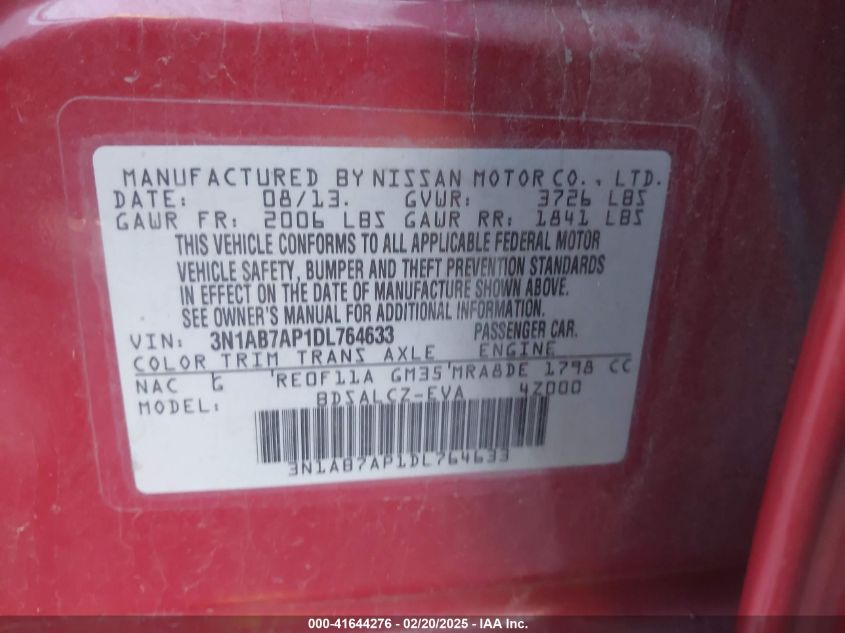 MANUFACTURED BY NISSAN MOTOR CO., LTD.
DATE: 08/13. GVWR: 3726 LBS
GAWR FR: 2006 LBS GAWR RR: 1841 LBS
THIS VEHICLE CONFORMS TO ALL APPLICABLE FEDERAL MOTOR
VEHICLE SAFETY, BUMPER AND THEFT PREVENTION STANDARDS
IN EFFECT ON THE DATE OF MANUFACTURE SHOWN ABOVE.
SEE OWNER'S MANUAL FOR ADDITIONAL INFORMATION.
VIN: 3N1AB7AP1DL764633 PASSENGER CAR.
COLOR TRIM TRANS AXLE ENGINE
NAC G 'RE0F11A GM35'MRA8DE 1798 CC
MODEL: BDSALCZ-EVA 4Z000
3N1AB7AP1DL764633
000-41644276 - 02/20/2025 - IAA Inc.